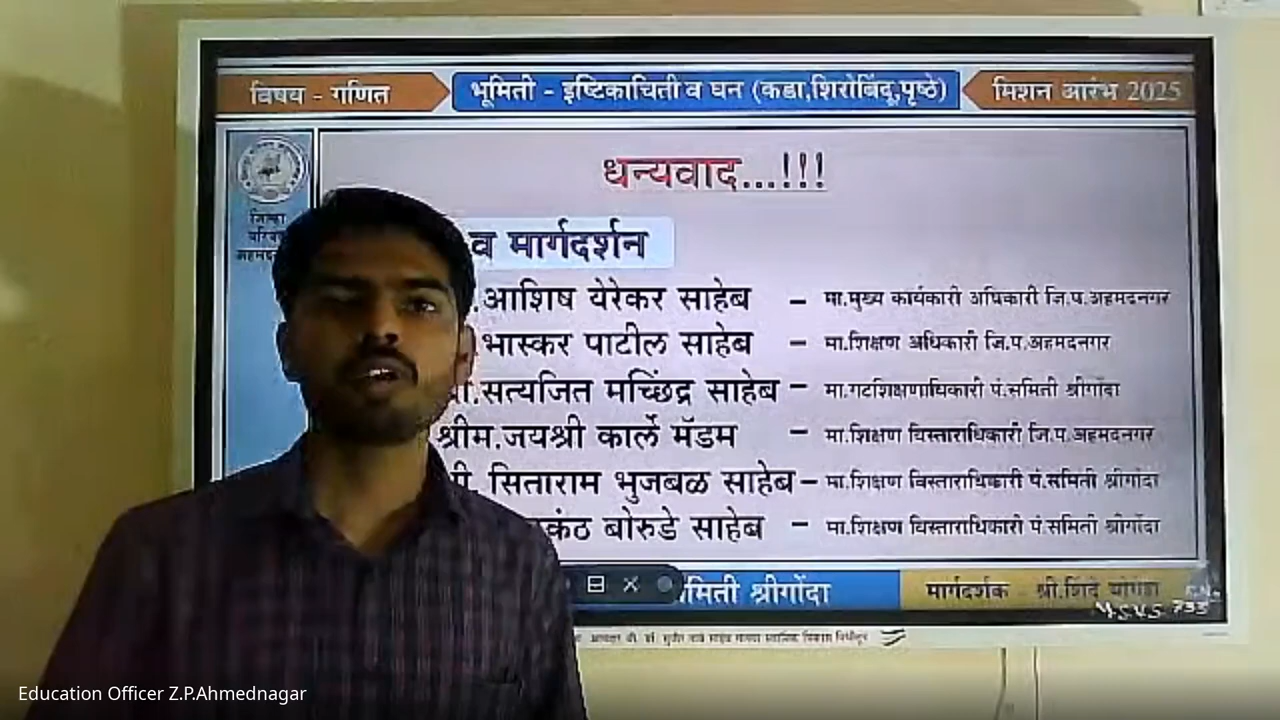 विषय - गणित
भूमिती - इष्टिकाचिती व घन (कडा,शिरोबिंदू,पृष्ठे)
मिशन आरंभ 2025
धन्यवाद...!!!
जिल्हा
परिषद
व मार्गदर्शन
.आशिष येरेकर साहेब – मा.मुख्य कार्यकारी अधिकारी जि.प.अहमदनगर
.भास्कर पाटील साहेब – मा.शिक्षण अधिकारी जि.प.अहमदनगर
.सत्यजित मच्छिंद्र साहेब – मा.गटशिक्षणाधिकारी पं.समिती श्रीगोंदा
श्रीम.जयश्री कार्ले मॅडम – मा.शिक्षण विस्ताराधिकारी जि.प.अहमदनगर
सिताराम भुजबळ साहेब – मा.शिक्षण विस्ताराधिकारी पं.समिती श्रीगोंदा
कंठ बोरुडे साहेब – मा.शिक्षण विस्ताराधिकारी पं.समिती श्रीगोंदा
मिती श्रीगोंदा
मार्गदर्शक श्री.शिंदे योगेश
Education Officer Z.P.Ahmednagar